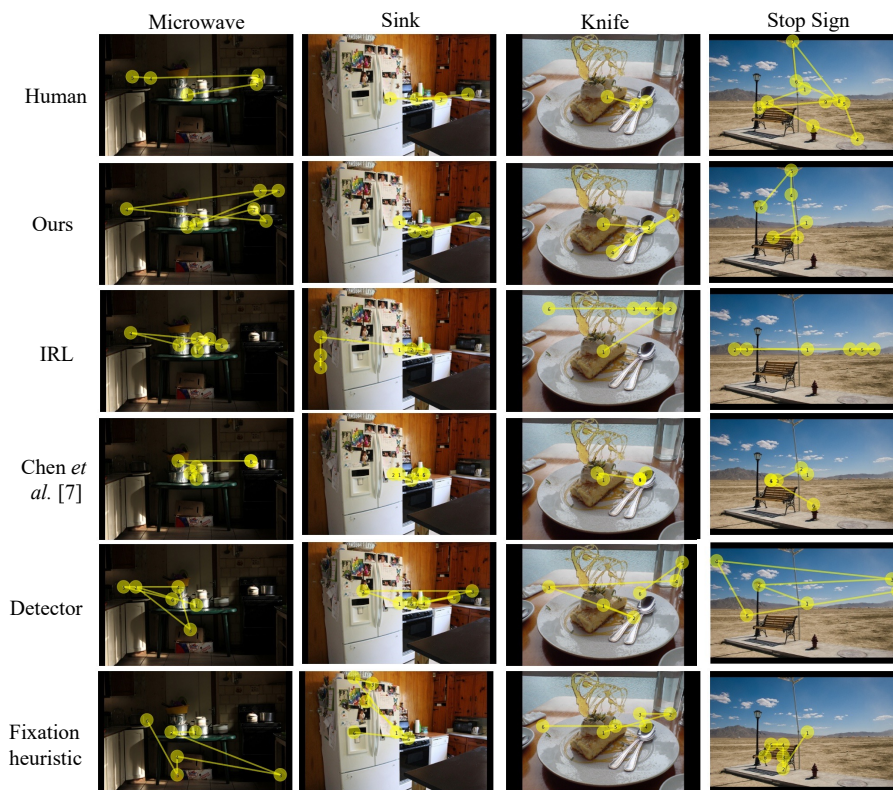 Microwave Sink Knife Stop Sign
Human
Ours
IRL
Chen et
al. [7]
Detector
Fixation
heuristic